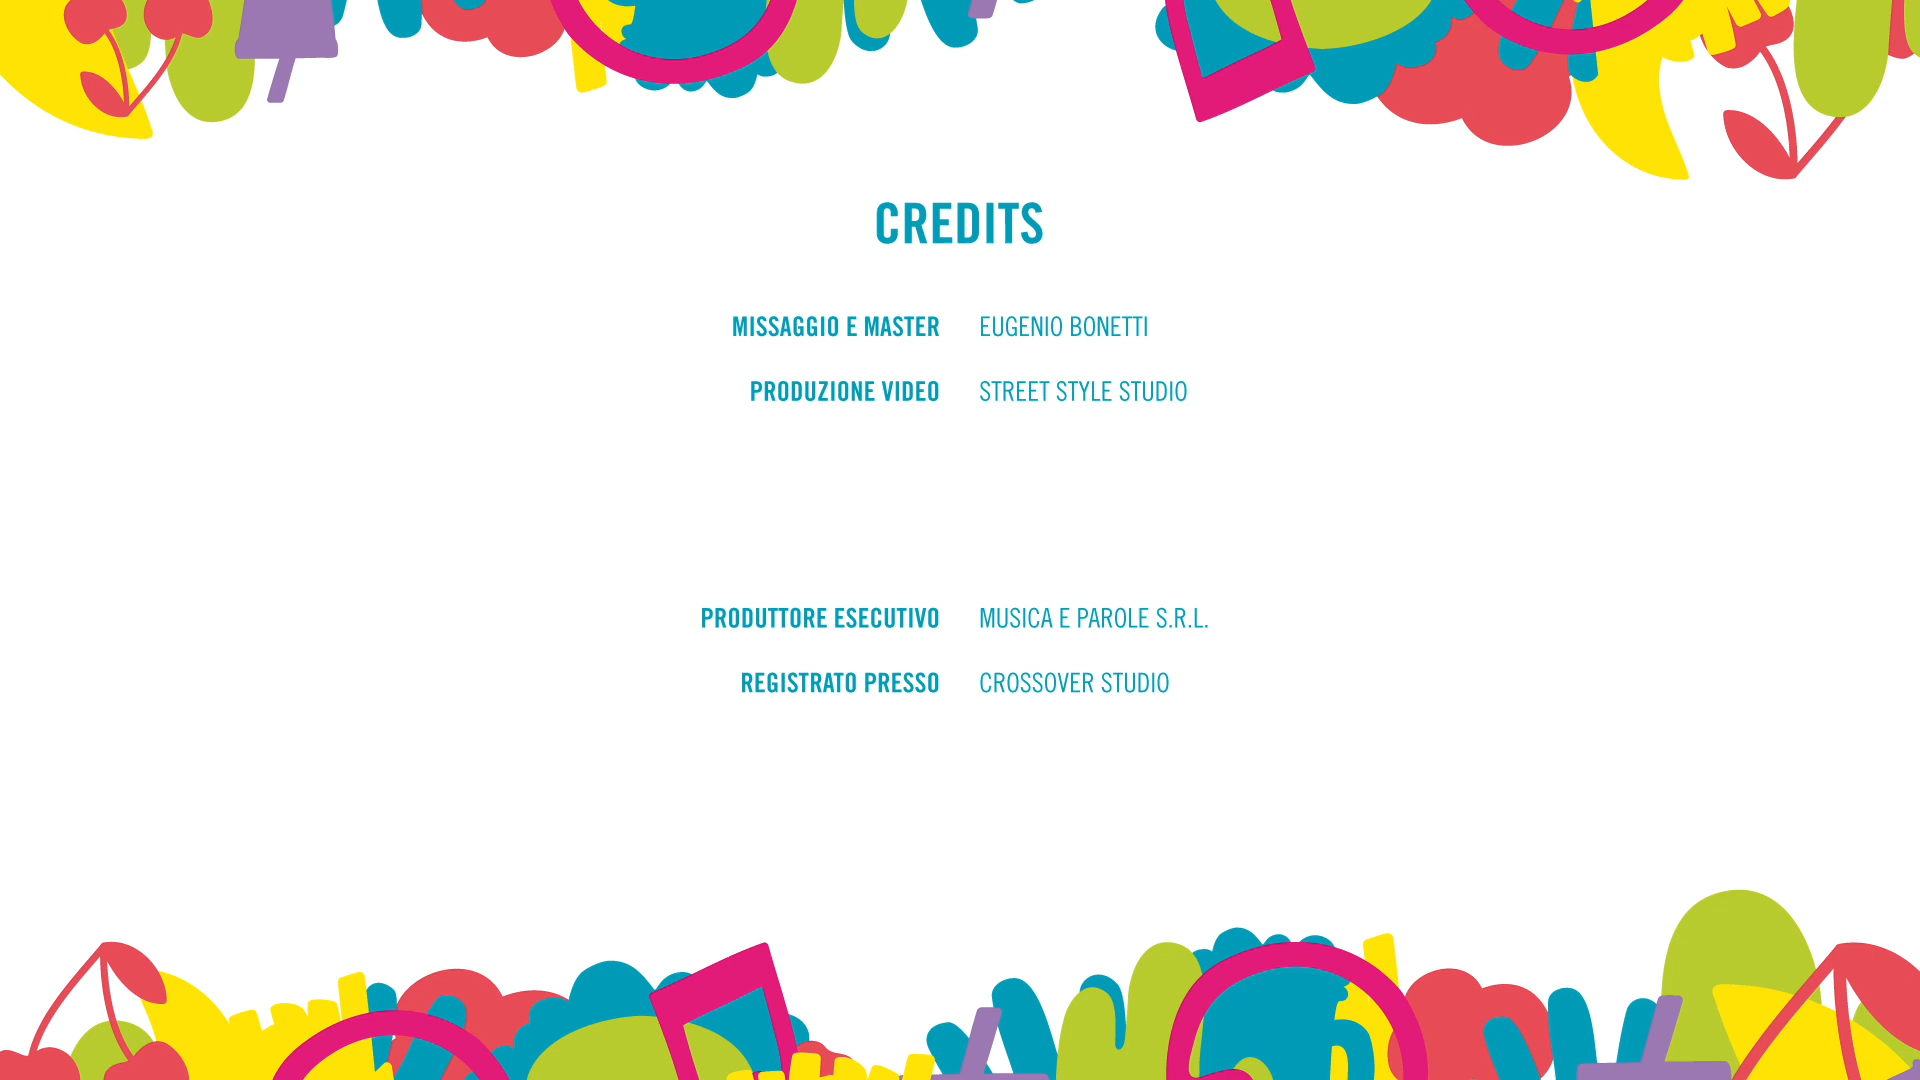 CREDITS
MISSAGGIO E MASTER EUGENIO BONETTI
PRODUZIONE VIDEO STREET STYLE STUDIO
PRODUTTORE ESECUTIVO MUSICA E PAROLE S.R.L.
REGISTRATO PRESSO CROSSOVER STUDIO